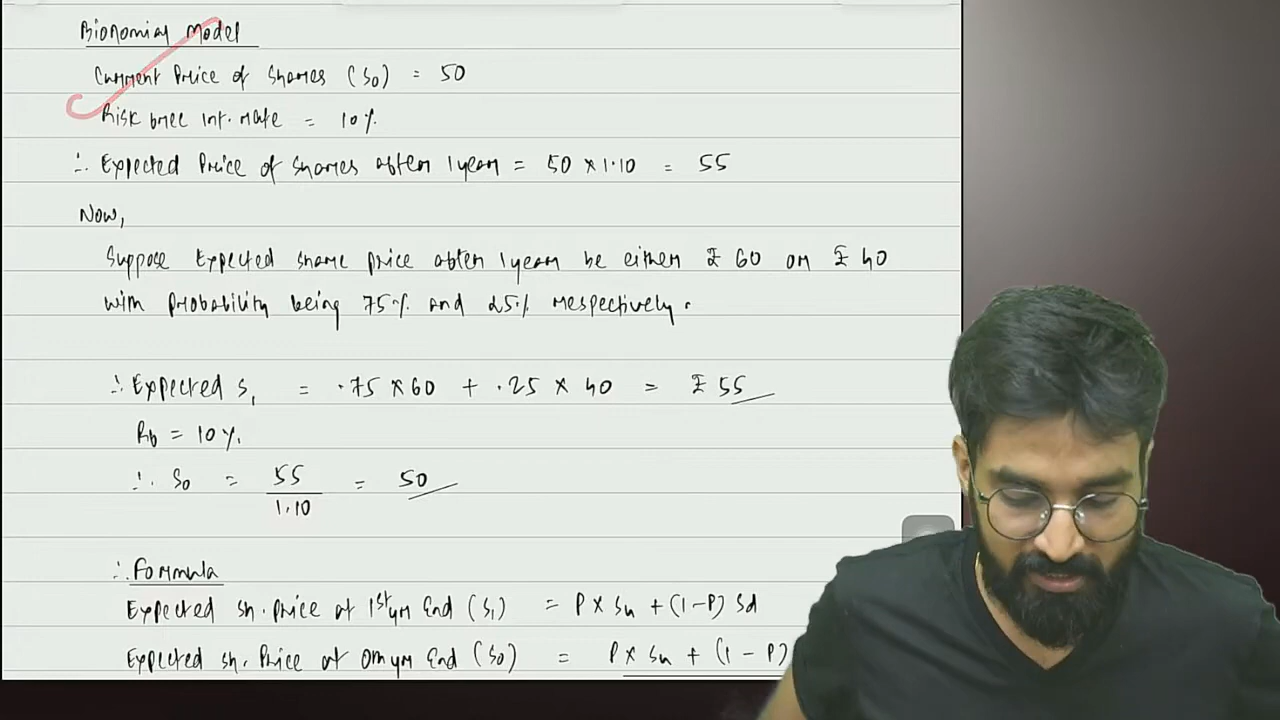 Bionomial Model
Current Price of Shares (S0) = 50
Risk free int. rate = 10%
∴ Expected Price of Shares after 1 year = 50 × 1.10 = 55
Now,
Suppose Expected share price after 1 year be either ₹ 60 or ₹ 40
with probability being 75% and 25% respectively.
∴ Expected S1 = .75 × 60 + .25 × 40 = ₹ 55
Rf = 10%
∴ S0 = 55 / 1.10 = 50
∴ Formula
Expected sh. price at 1st yr End (S1) = P × Su + (1-P) Sd
Expected sh. Price at 0th yr End (S0) = P × Su + (1 - P)